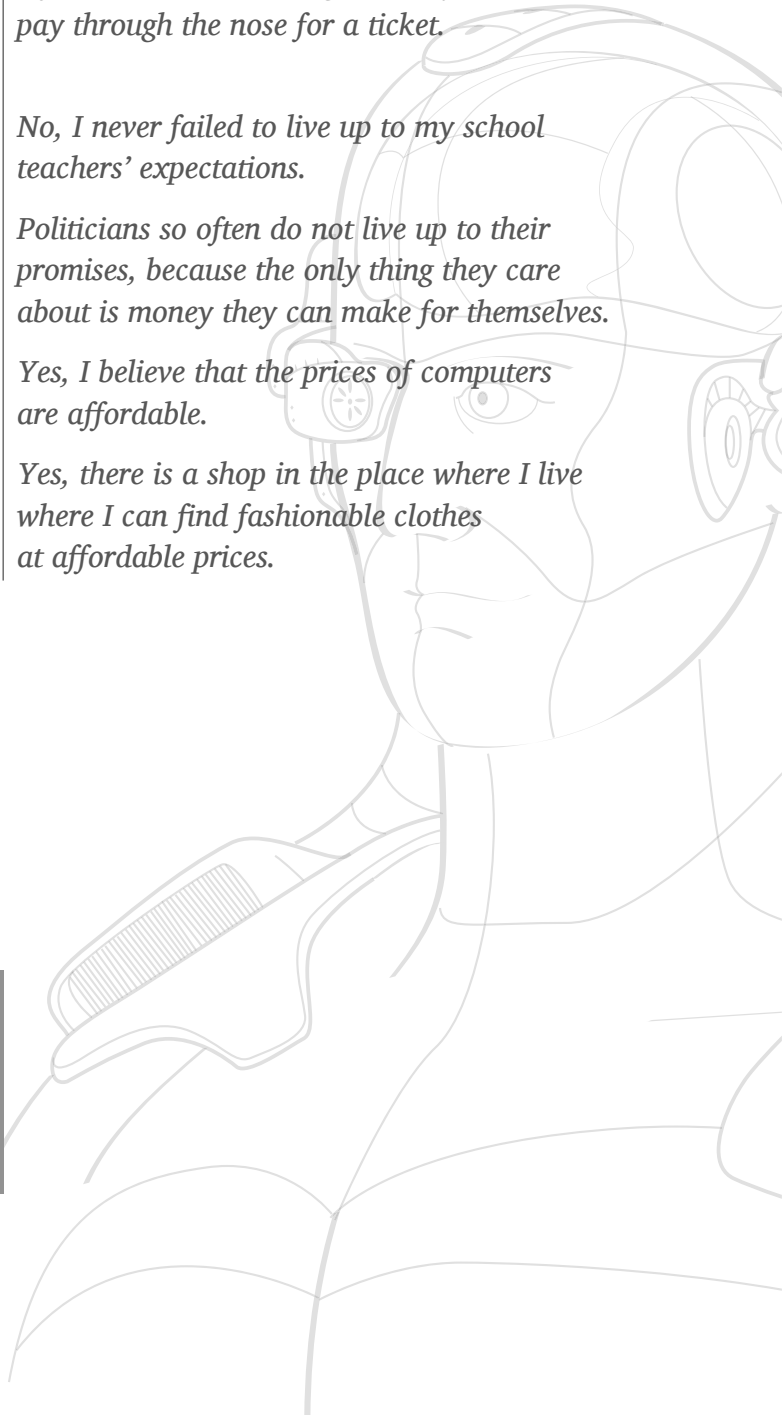 pay through the nose for a ticket.
No, I never failed to live up to my school
teachers’ expectations.
Politicians so often do not live up to their
promises, because the only thing they care
about is money they can make for themselves.
Yes, I believe that the prices of computers
are affordable.
Yes, there is a shop in the place where I live
where I can find fashionable clothes
at affordable prices.